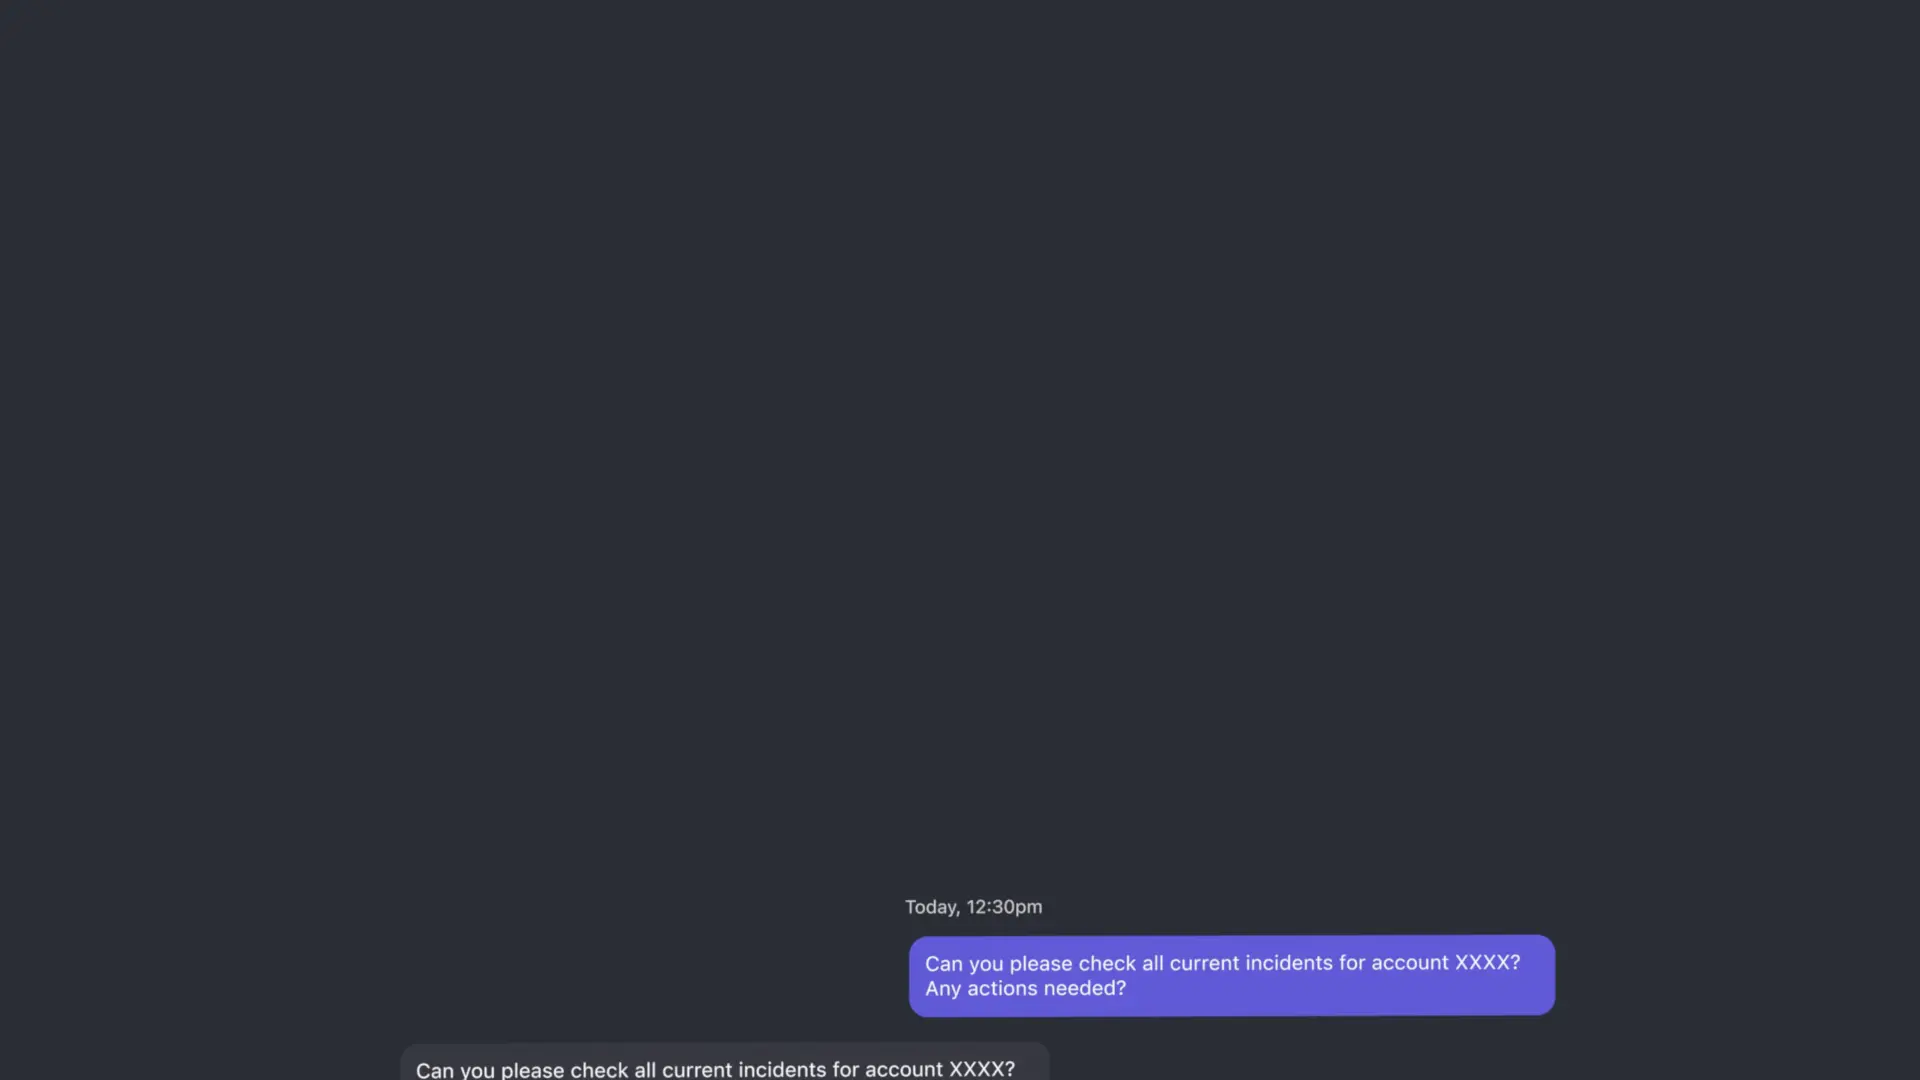 Today, 12:30pm
Can you please check all current incidents for account XXXX?
Any actions needed?
Can you please check all current incidents for account XXXX?